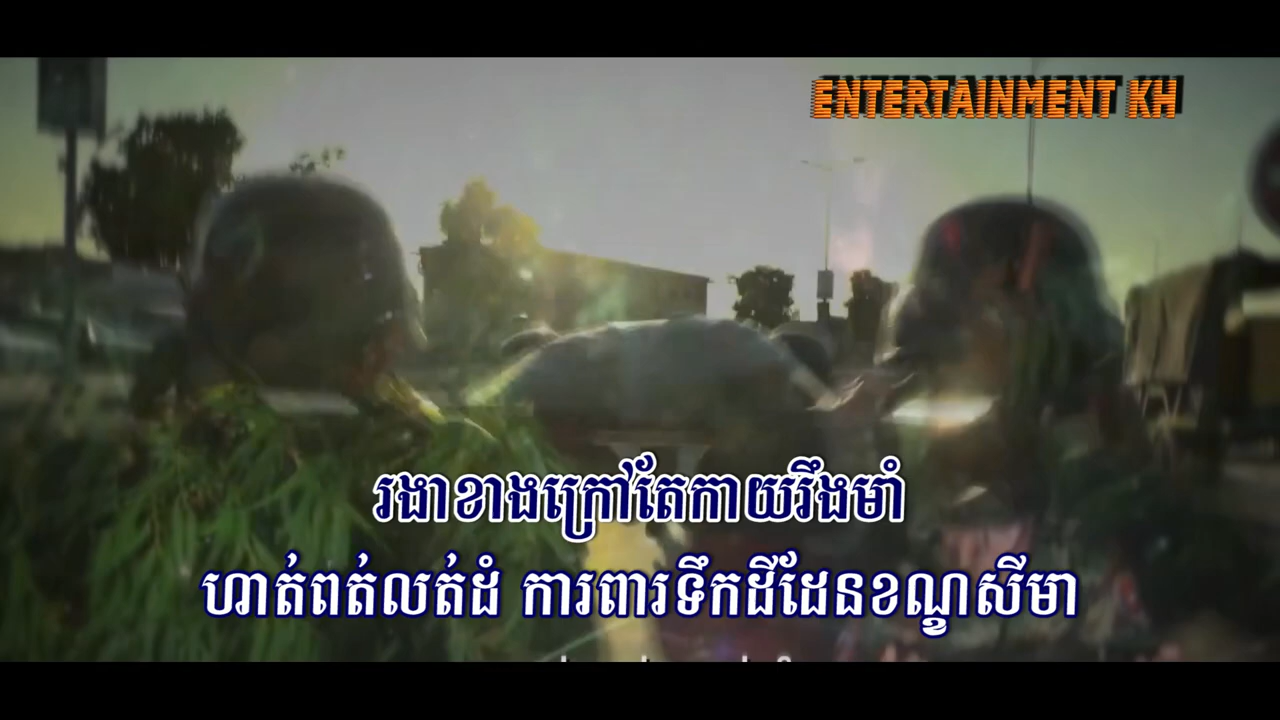 ENTERTAINMENT KH
រងាខាងក្រៅតែកាយរឹងមាំ
ហាត់ពត់លត់ដំ ការពារទឹកដីដែនខណ្ឌសីមា